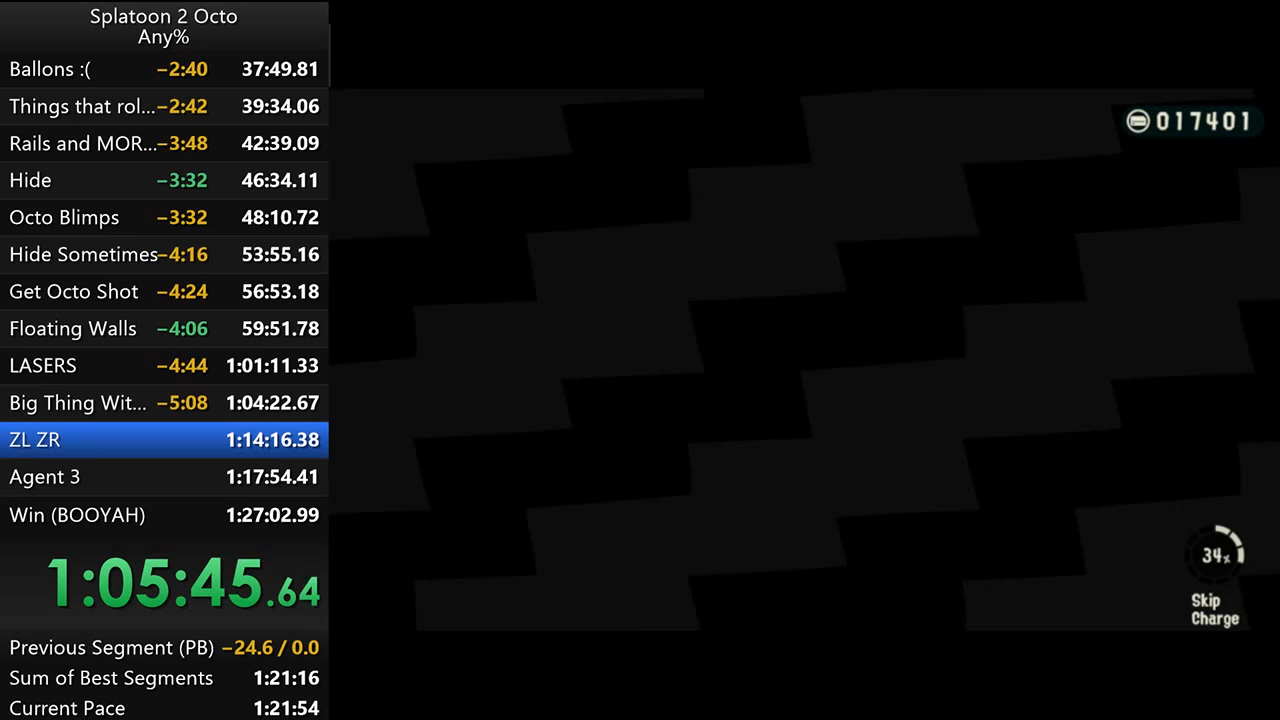 Splatoon 2 Octo
Any%
Ballons :( −2:40 37:49.81
Things that rol... −2:42 39:34.06
Rails and MOR... −3:48 42:39.09
Hide −3:32 46:34.11
Octo Blimps −3:32 48:10.72
Hide Sometimes −4:16 53:55.16
Get Octo Shot −4:24 56:53.18
Floating Walls −4:06 59:51.78
LASERS −4:44 1:01:11.33
Big Thing Wit... −5:08 1:04:22.67
ZL ZR 1:14:16.38
Agent 3 1:17:54.41
Win (BOOYAH) 1:27:02.99
1:05:45.64
Previous Segment (PB) −24.6 / 0.0
Sum of Best Segments 1:21:16
Current Pace 1:21:54
017401
34%
Skip
Charge